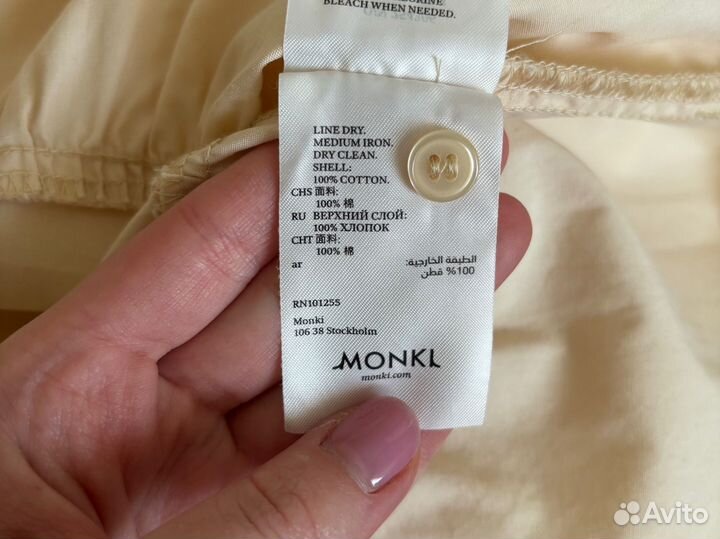 BLEACH WHEN NEEDED.
LINE DRY.
MEDIUM IRON.
DRY CLEAN.
SHELL:
100% COTTON.
CHS 面料:
100% 棉
RU ВЕРХНИЙ СЛОЙ:
100% ХЛОПОК
CHT 面料:
100% 棉
ar
الطبقة الخارجية:
100% قطن
RN101255
Monki
106 38 Stockholm
MONKI
monki.com
Avito